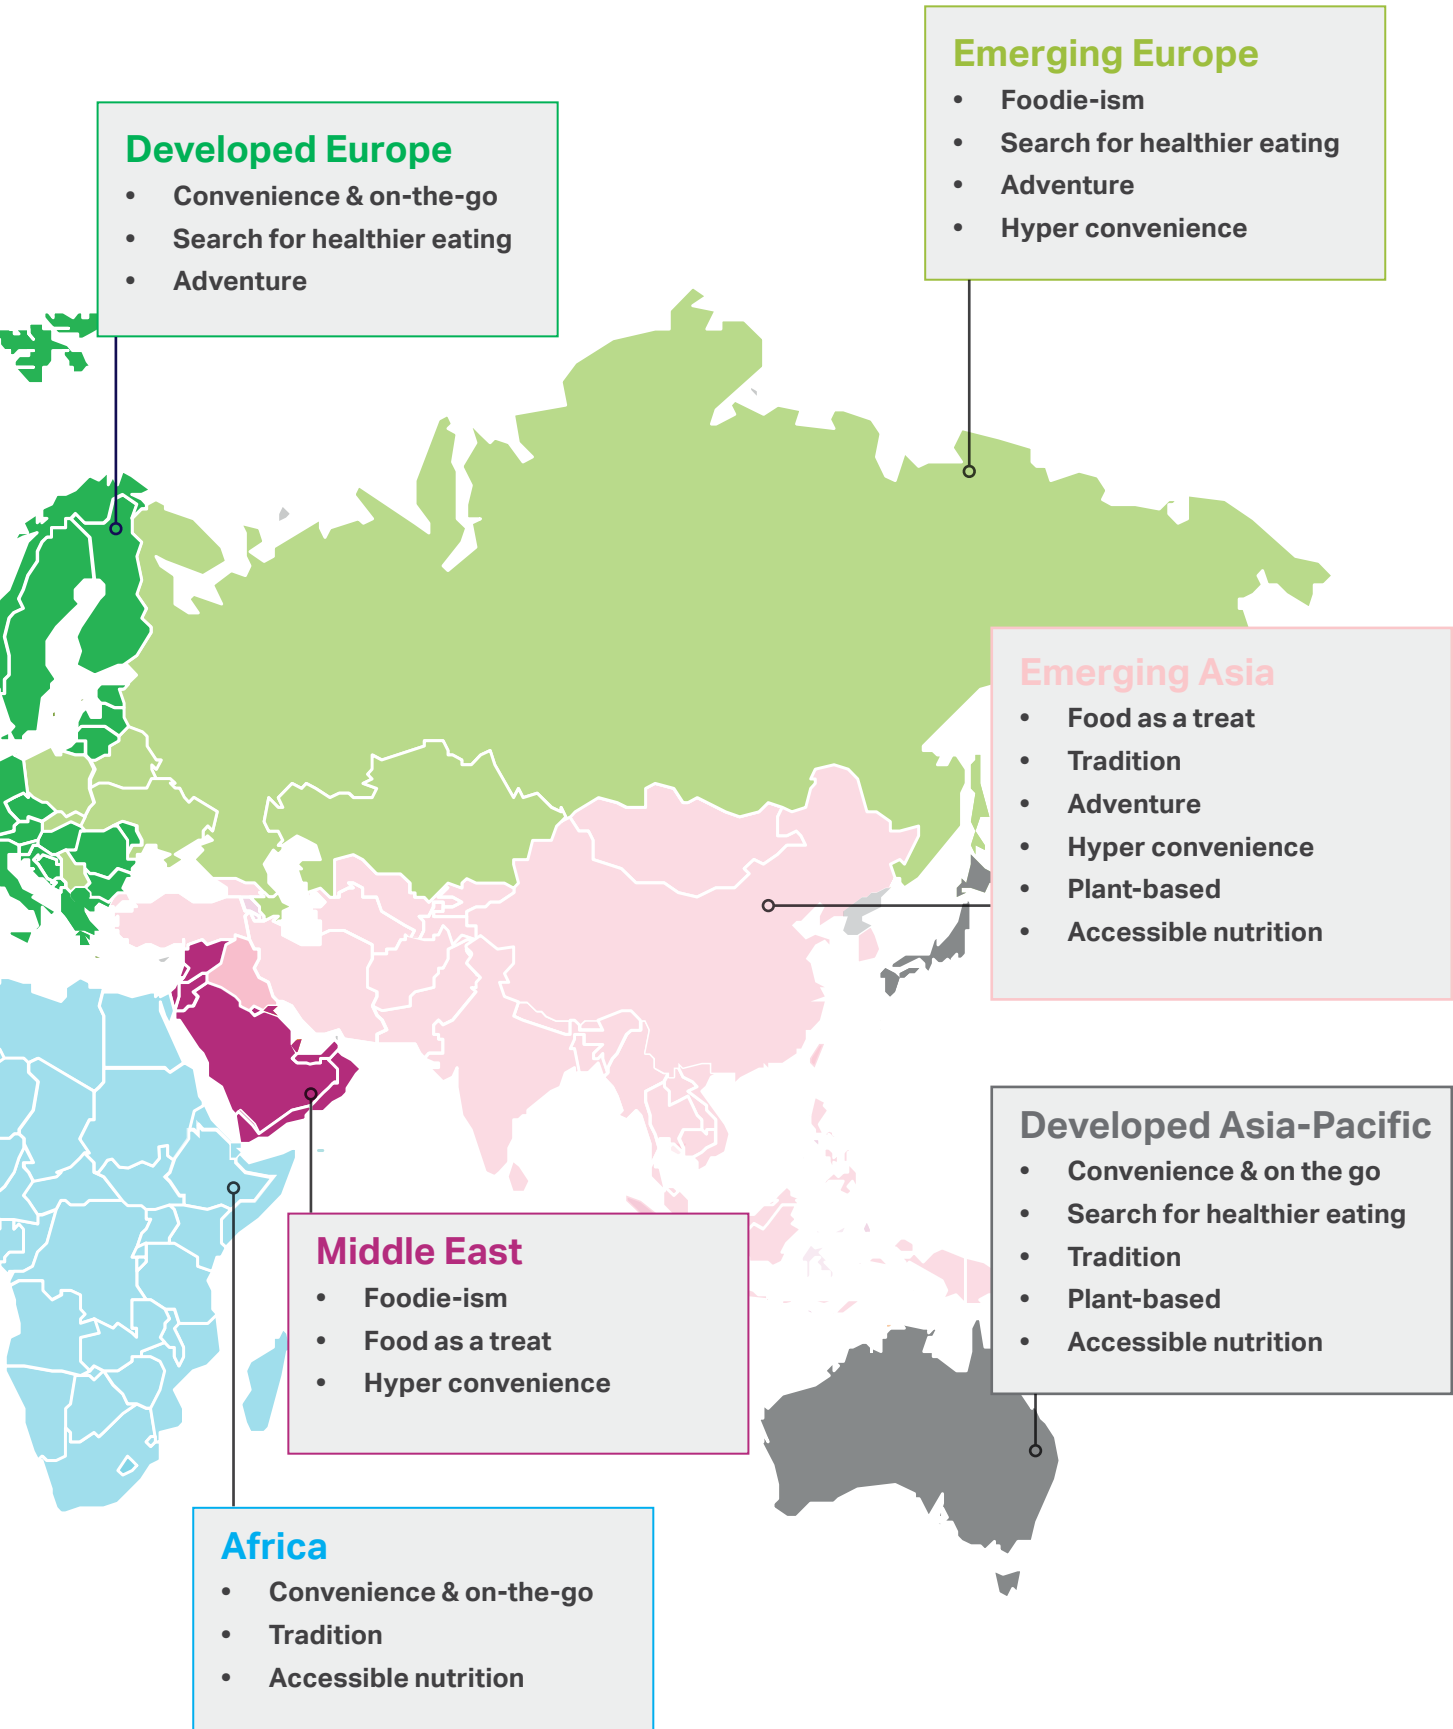 Emerging Europe
• Foodie-ism
• Search for healthier eating
• Adventure
• Hyper convenience
Developed Europe
• Convenience & on-the-go
• Search for healthier eating
• Adventure
Emerging Asia
• Food as a treat
• Tradition
• Adventure
• Hyper convenience
• Plant-based
• Accessible nutrition
Developed Asia-Pacific
• Convenience & on the go
• Search for healthier eating
• Tradition
• Plant-based
• Accessible nutrition
Middle East
• Foodie-ism
• Food as a treat
• Hyper convenience
Africa
• Convenience & on-the-go
• Tradition
• Accessible nutrition